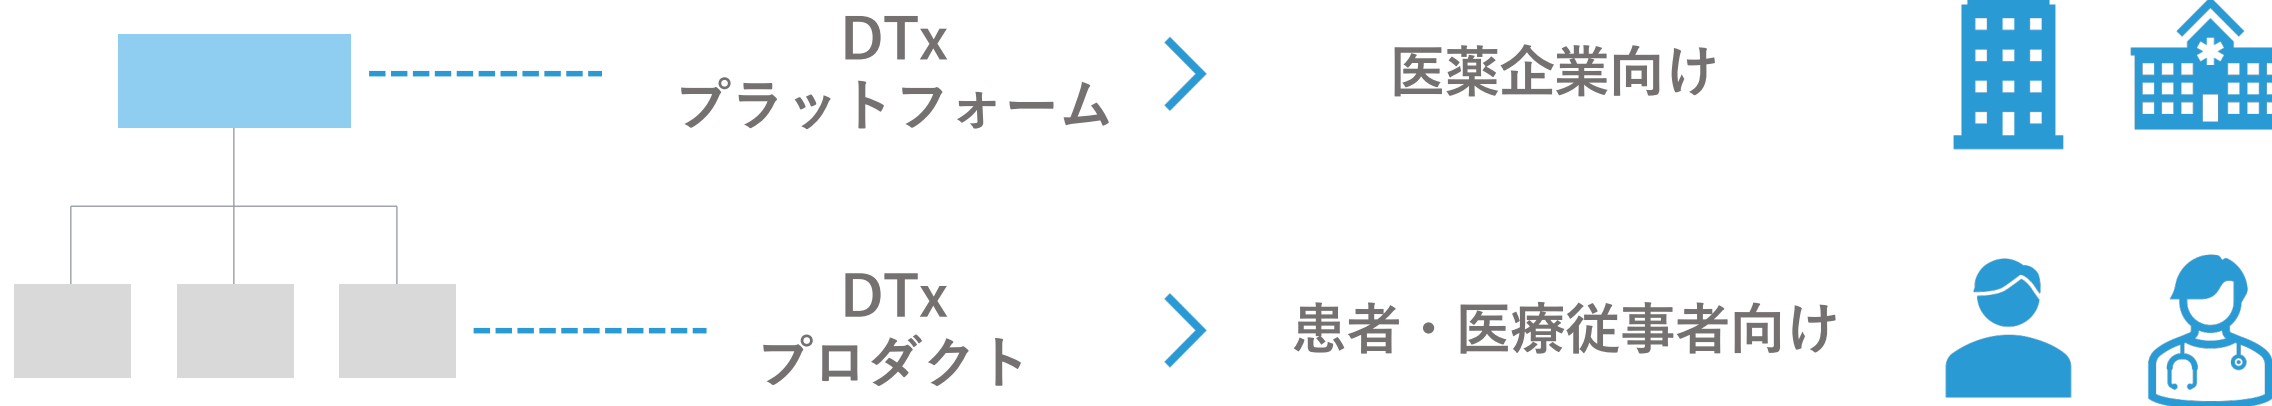 DTx
プラットフォーム
医薬企業向け
DTx
プロダクト
患者・医療従事者向け